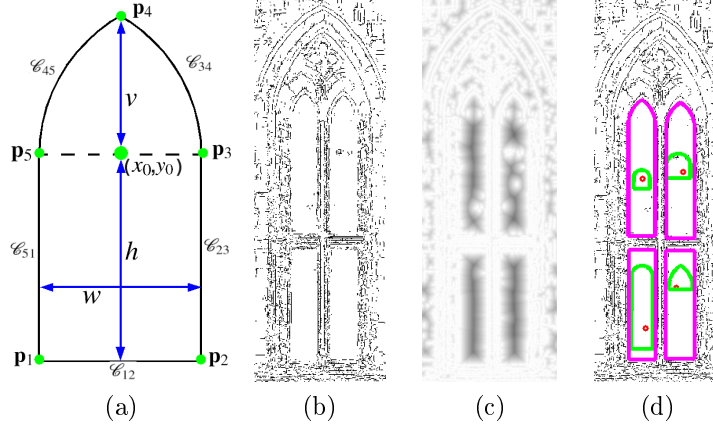 p₄
𝒞₄₅
𝒞₃₄
v
p₅
p₃
(x₀,y₀)
𝒞₅₁
h
𝒞₂₃
w
p₁
p₂
𝒞₁₂
(a) (b) (c) (d)